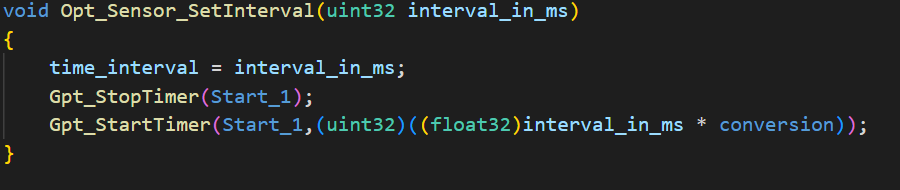 void Opt_Sensor_SetInterval(uint32 interval_in_ms)
{
    time_interval = interval_in_ms;
    Gpt_StopTimer(Start_1);
    Gpt_StartTimer(Start_1,(uint32)((float32)interval_in_ms * conversion));
}